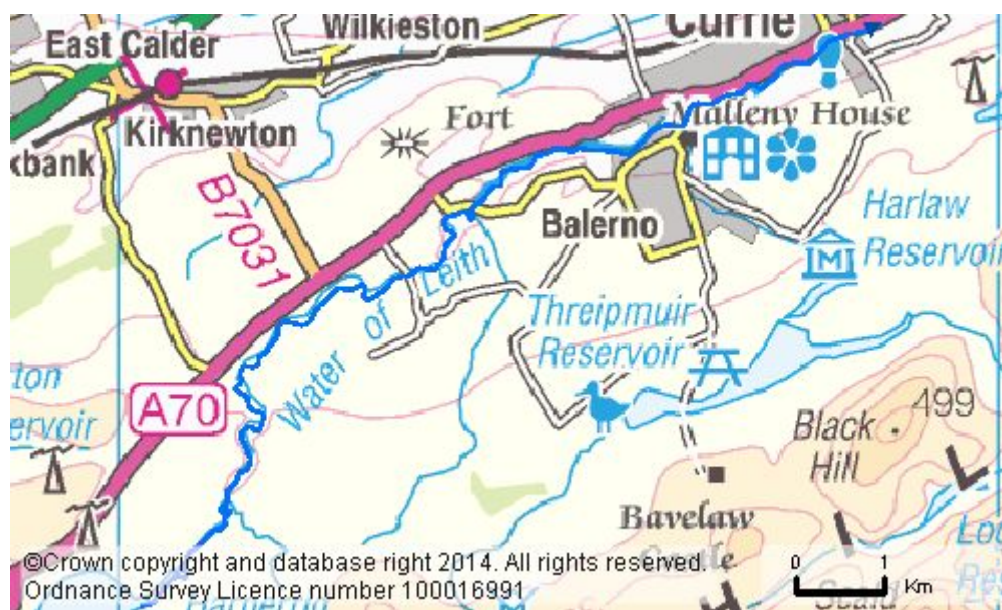 Wilkieston
Currie
East Calder
Kirknewton
Fort
Malleny House
B7031
Balerno
Harlaw
Reservoir
M
Water of Leith
Threipmuir
Reservoir
A70
499
Black
Hill
Bavelaw
Castle
©Crown copyright and database right 2014. All rights reserved.
Ordnance Survey Licence number 100016991
0 1
Km